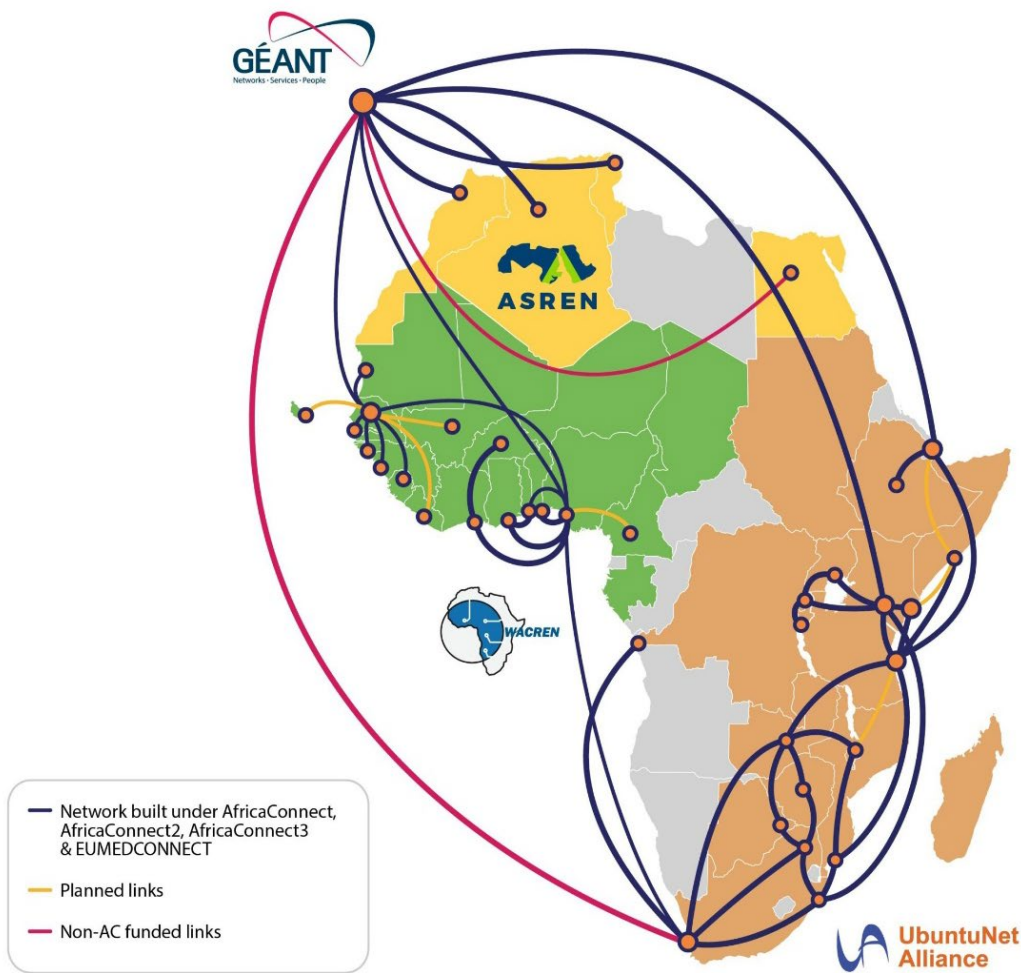 GÉANT
Networks · Services · People
ASREN
WACREN
Network built under AfricaConnect,
AfricaConnect2, AfricaConnect3
& EUMEDCONNECT
Planned links
Non-AC funded links
UbuntuNet
Alliance